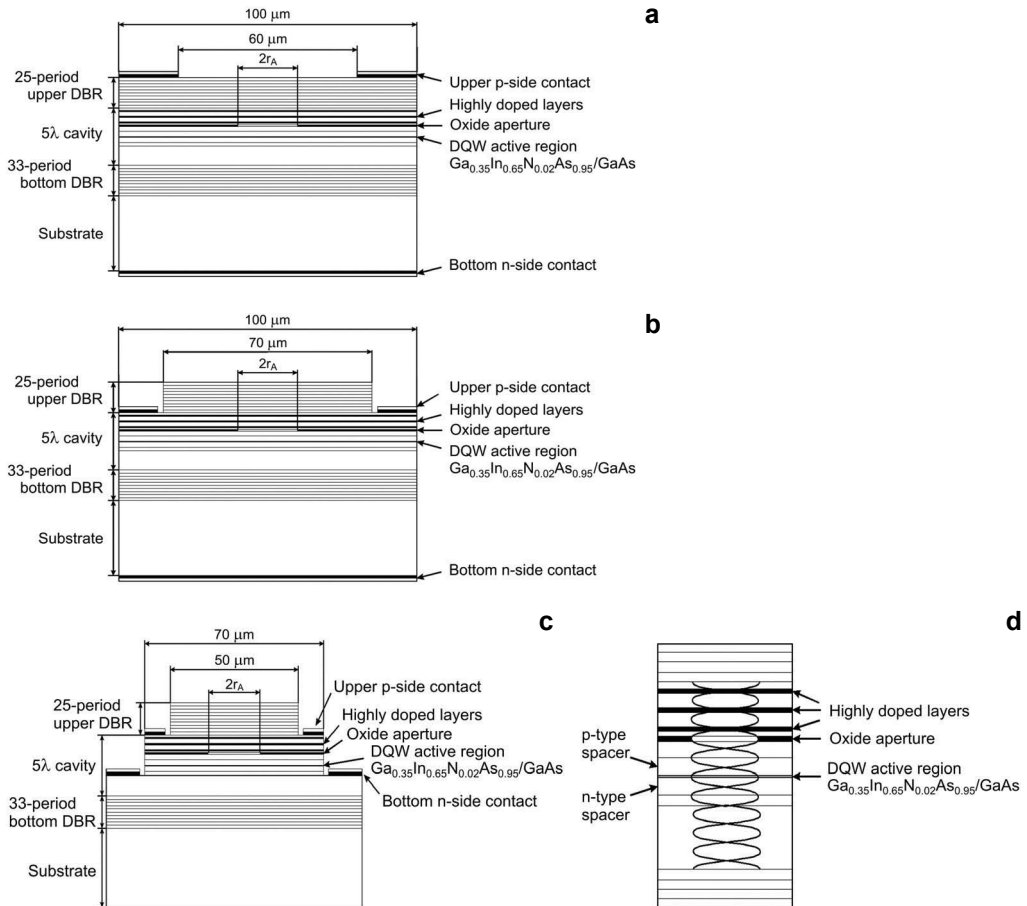 a
100 μm
60 μm
2rA
25-period
upper DBR
5λ cavity
33-period
bottom DBR
Substrate
Upper p-side contact
Highly doped layers
Oxide aperture
DQW active region
Ga0.35In0.65N0.02As0.95/GaAs
Bottom n-side contact
b
100 μm
70 μm
2rA
25-period
upper DBR
5λ cavity
33-period
bottom DBR
Substrate
Upper p-side contact
Highly doped layers
Oxide aperture
DQW active region
Ga0.35In0.65N0.02As0.95/GaAs
Bottom n-side contact
c
70 μm
50 μm
2rA
25-period
upper DBR
5λ cavity
33-period
bottom DBR
Substrate
Upper p-side contact
Highly doped layers
Oxide aperture
DQW active region
Ga0.35In0.65N0.02As0.95/GaAs
Bottom n-side contact
d
p-type
spacer
n-type
spacer
Highly doped layers
Oxide aperture
DQW active region
Ga0.35In0.65N0.02As0.95/GaAs